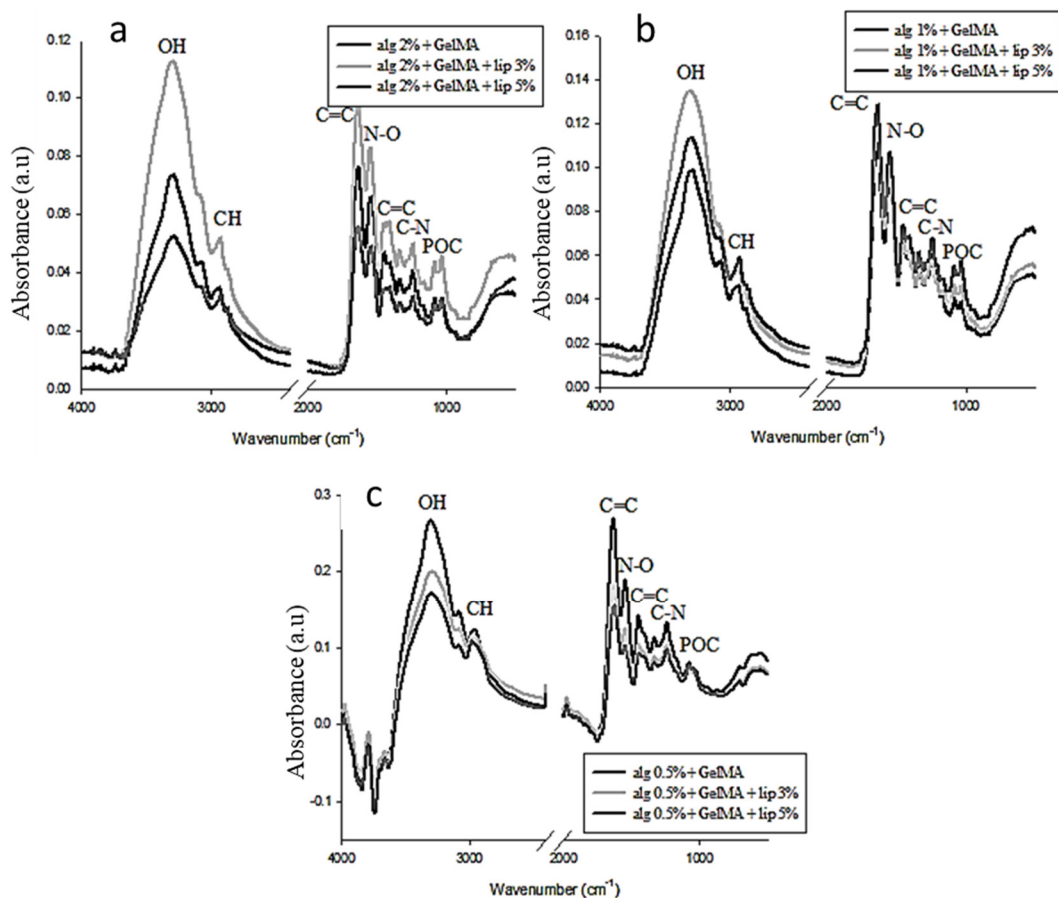 a
alg 2% + GelMA
alg 2% + GelMA + lip 3%
alg 2% + GelMA + lip 5%
OH
CH
C=C
N-O
C=C
C-N
POC
0.12
0.10
0.08
0.06
0.04
0.02
0.00
Absorbance (a.u)
4000
3000
2000
1000
Wavenumber (cm⁻¹)
b
alg 1% + GelMA
alg 1% + GelMA + lip 3%
alg 1% + GelMA + lip 5%
OH
CH
C=C
N-O
C=C
C-N
POC
0.16
0.14
0.12
0.10
0.08
0.06
0.04
0.02
0.00
Absorbance (a.u)
4000
3000
2000
1000
Wavenumber (cm⁻¹)
c
OH
CH
C=C
N-O
C=C
C-N
POC
0.3
0.2
0.1
0.0
-0.1
Absorbance (a.u)
alg 0.5% + GelMA
alg 0.5% + GelMA + lip 3%
alg 0.5% + GelMA + lip 5%
4000
3000
2000
1000
Wavenumber (cm⁻¹)